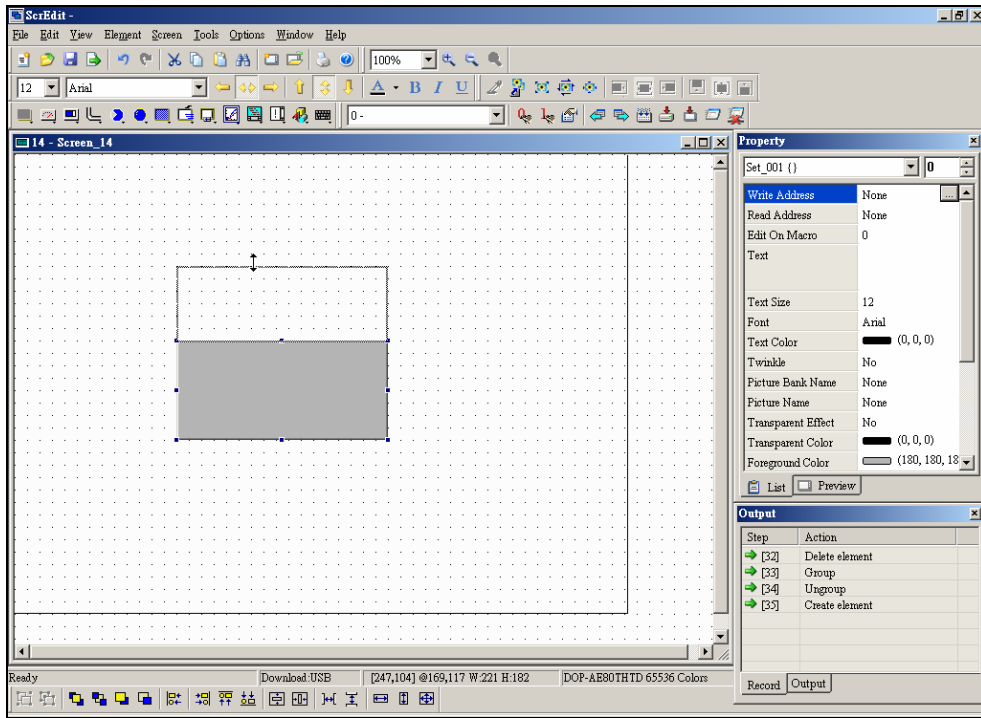 ScrEdit -
File Edit View Element Screen Tools Options Window Help
100%
12 Arial A B I U
0 -
14 - Screen_14
Property
Set_001 {} 0
Write Address None ...
Read Address None
Edit On Macro 0
Text
Text Size 12
Font Arial
Text Color (0, 0, 0)
Twinkle No
Picture Bank Name None
Picture Name None
Transparent Effect No
Transparent Color (0, 0, 0)
Foreground Color (180, 180, 18
List Preview
Output
Step Action
[32] Delete element
[33] Group
[34] Ungroup
[35] Create element
Record Output
Ready Download:USB [247,104] @169,117 W:221 H:182 DOP-AE80THTD 65536 Colors